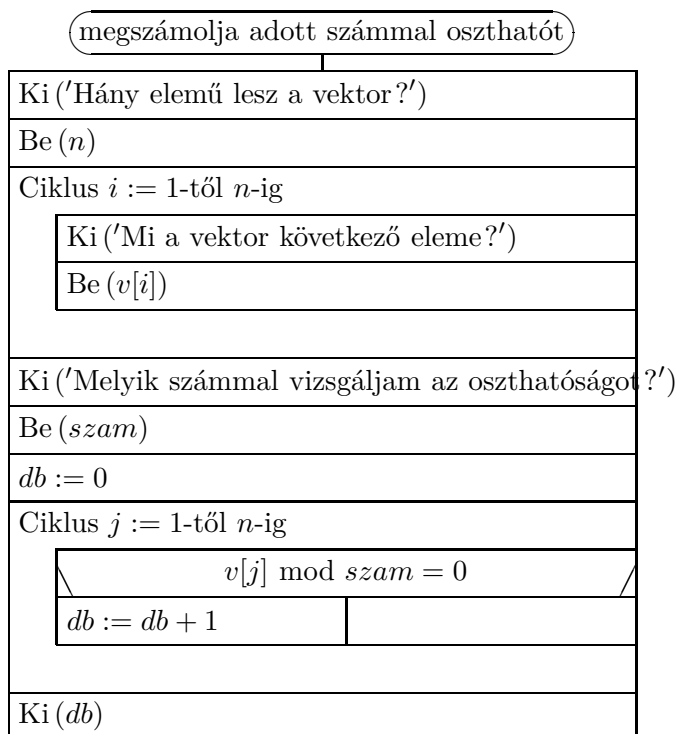 megszámolja adott számmal oszthatót
Ki ('Hány elemű lesz a vektor?')
Be (n)
Ciklus i := 1-től n-ig
Ki ('Mi a vektor következő eleme?')
Be (v[i])
Ki ('Melyik számmal vizsgáljam az oszthatóságot?')
Be (szam)
db := 0
Ciklus j := 1-től n-ig
v[j] mod szam = 0
db := db + 1
Ki (db)